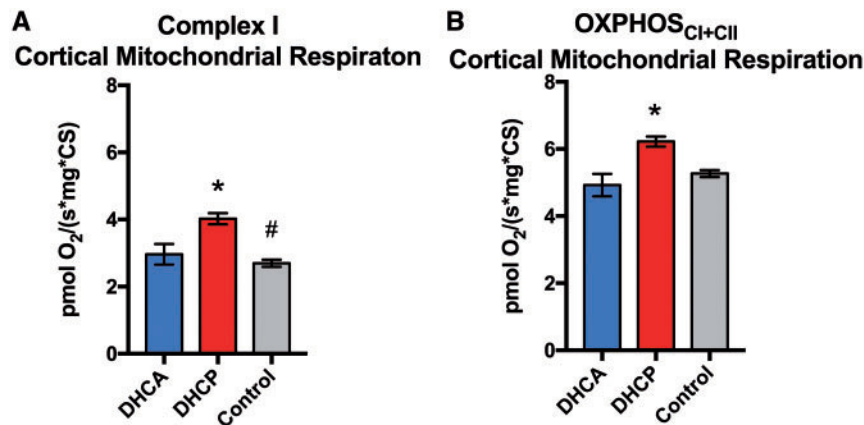 A
Complex I
Cortical Mitochondrial Respiraton
8
6
4
2
0
pmol O₂/(s*mg*CS)
*
#
DHCA
DHCP
Control
B
OXPHOS_CI+CII
Cortical Mitochondrial Respiration
8
6
4
2
0
pmol O₂/(s*mg*CS)
*
DHCA
DHCP
Control